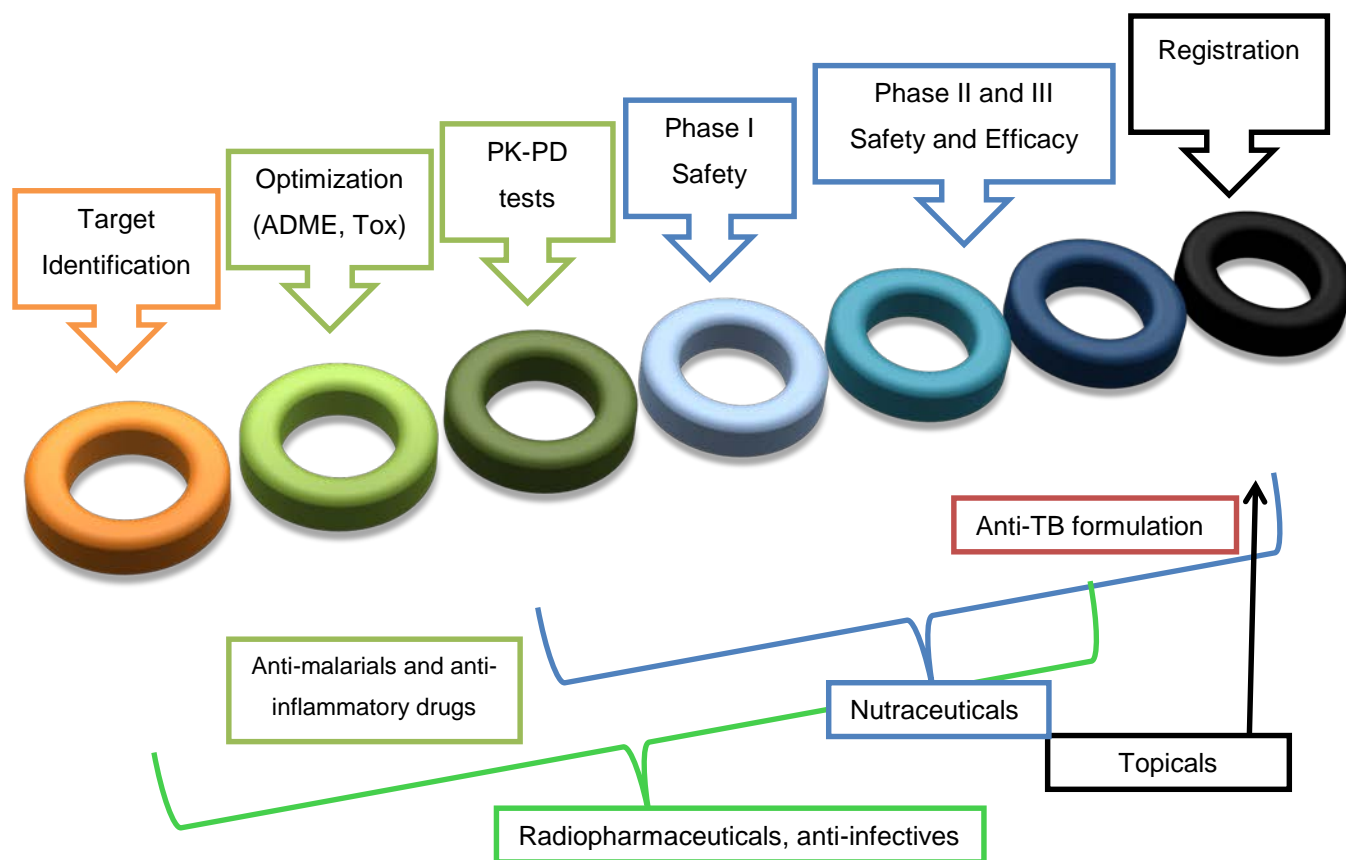 Registration
Phase II and III
Safety and Efficacy
Phase I
Safety
PK-PD
tests
Optimization
(ADME, Tox)
Target
Identification
Anti-TB formulation
Anti-malarials and anti-
inflammatory drugs
Nutraceuticals
Topicals
Radiopharmaceuticals, anti-infectives